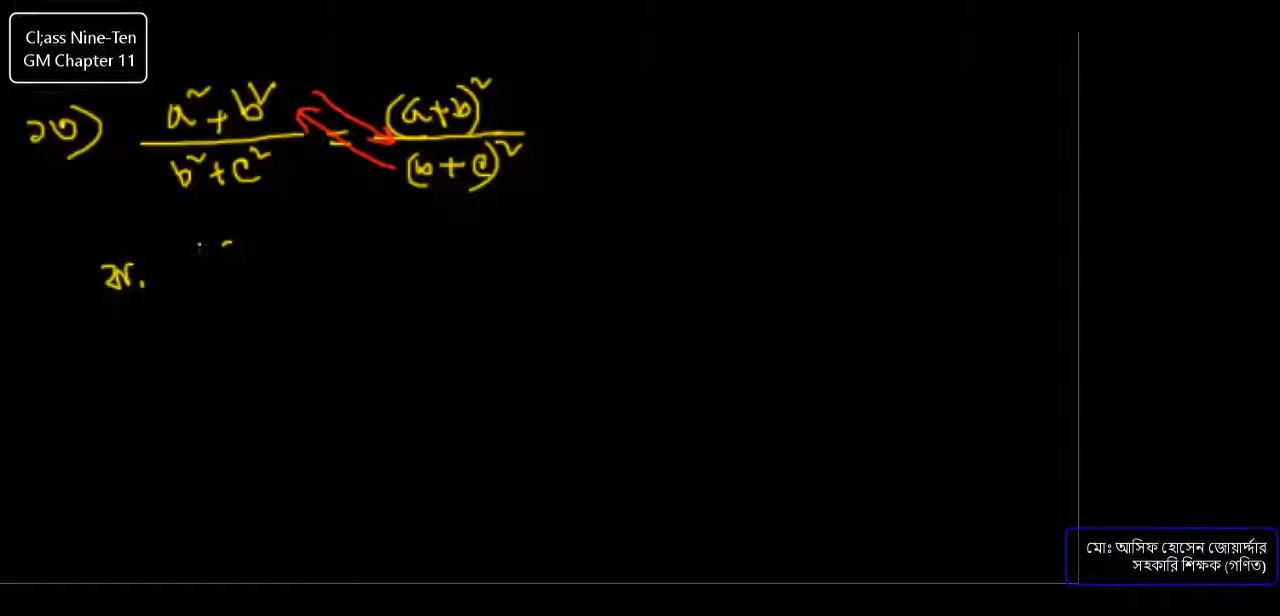 Cl;ass Nine-Ten
GM Chapter 11
১৩) (a² + b²)/(b² + c²) = (a+b)²/(b+c)²
ক.
মোঃ আসিফ হোসেন জোয়ার্দ্দার
সহকারি শিক্ষক (গণিত)